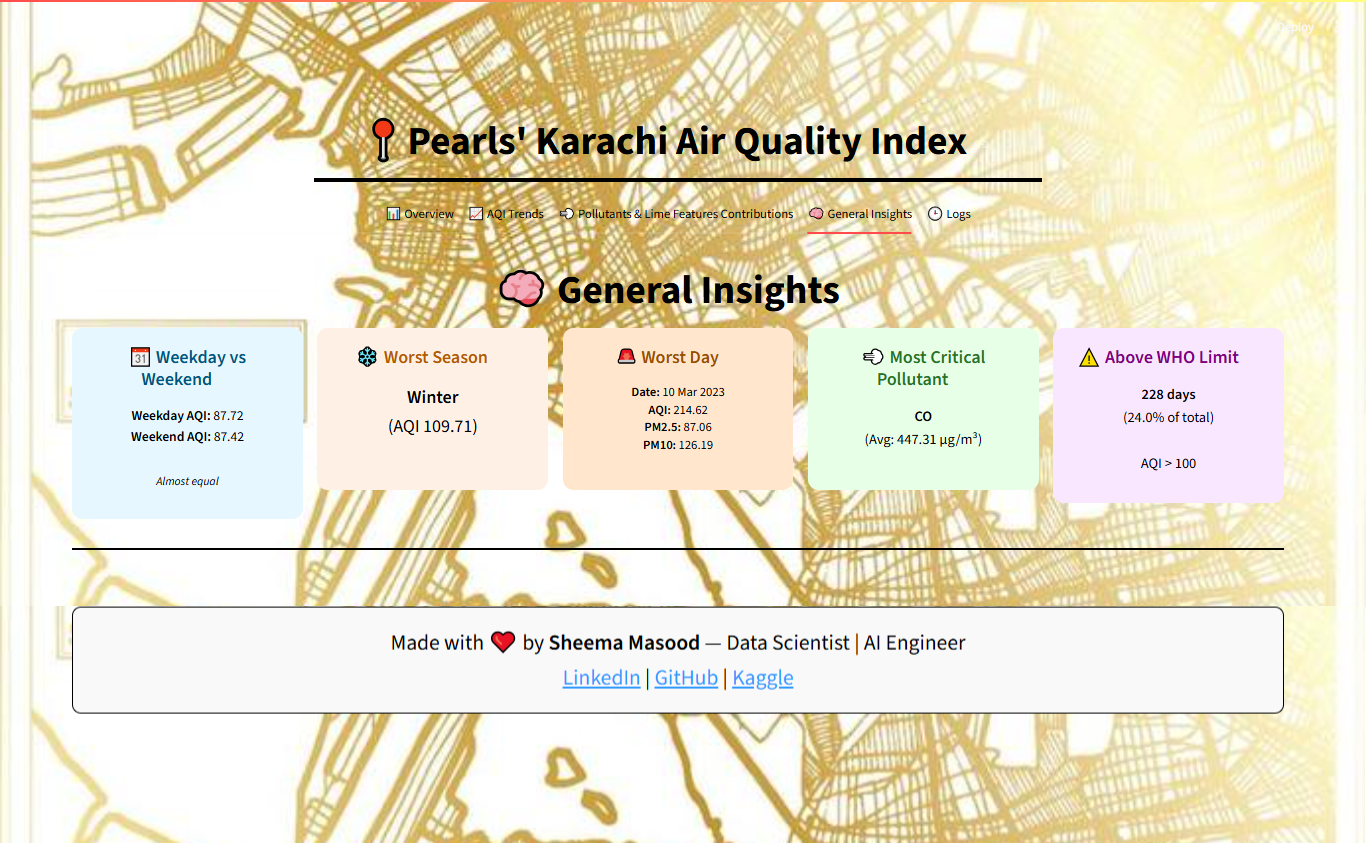 Deploy
Pearls' Karachi Air Quality Index
Overview AQI Trends Pollutants & Lime Features Contributions General Insights Logs
General Insights
31 Weekday vs
Weekend
Weekday AQI: 87.72
Weekend AQI: 87.42
Almost equal
Worst Season
Winter
(AQI 109.71)
Worst Day
Date: 10 Mar 2023
AQI: 214.62
PM2.5: 87.06
PM10: 126.19
Most Critical
Pollutant
CO
(Avg: 447.31 µg/m³)
Above WHO Limit
228 days
(24.0% of total)
AQI > 100
Made with ❤️ by Sheema Masood — Data Scientist | AI Engineer
LinkedIn | GitHub | Kaggle